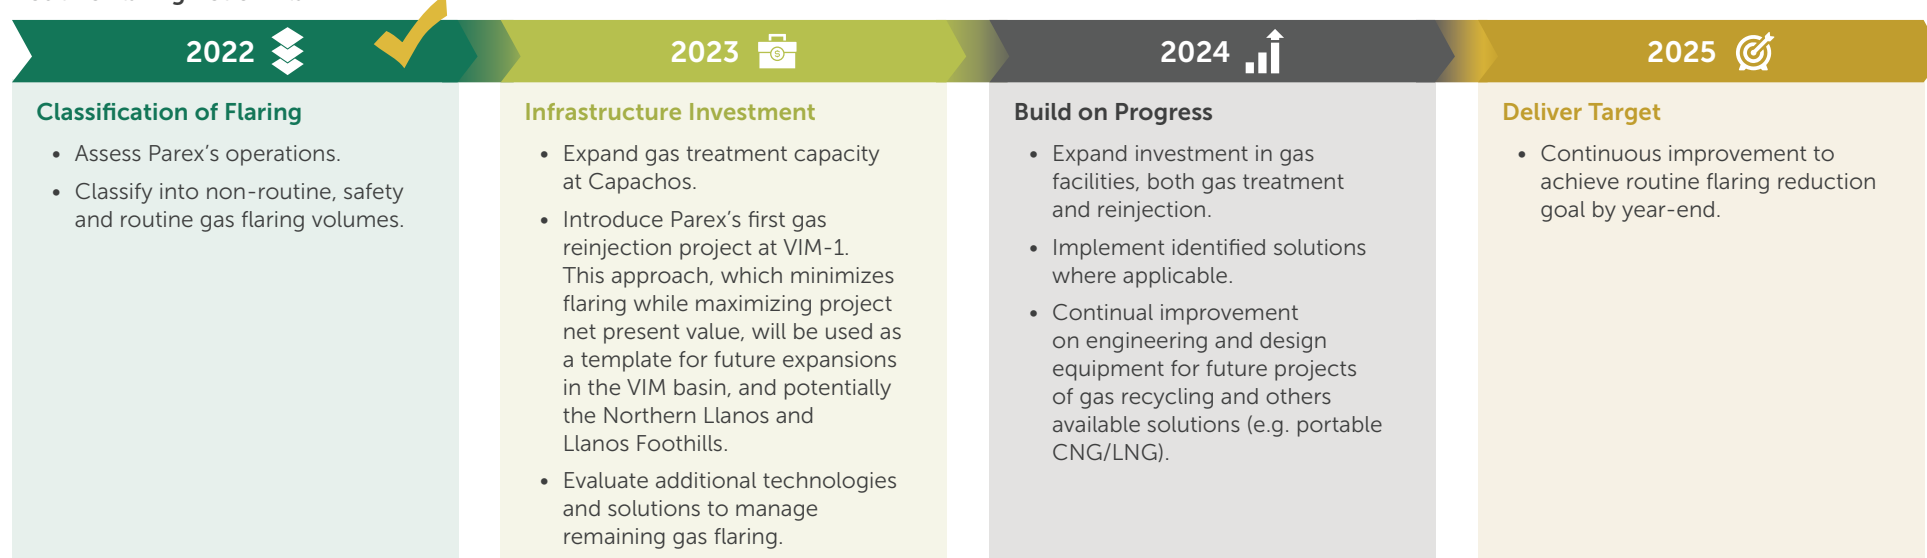 2022
2023
2024
2025
Classification of Flaring
• Assess Parex’s operations.
• Classify into non-routine, safety
and routine gas flaring volumes.
Infrastructure Investment
• Expand gas treatment capacity
at Capachos.
• Introduce Parex’s first gas
reinjection project at VIM-1.
This approach, which minimizes
flaring while maximizing project
net present value, will be used as
a template for future expansions
in the VIM basin, and potentially
the Northern Llanos and
Llanos Foothills.
• Evaluate additional technologies
and solutions to manage
remaining gas flaring.
Build on Progress
• Expand investment in gas
facilities, both gas treatment
and reinjection.
• Implement identified solutions
where applicable.
• Continual improvement
on engineering and design
equipment for future projects
of gas recycling and others
available solutions (e.g. portable
CNG/LNG).
Deliver Target
• Continuous improvement to
achieve routine flaring reduction
goal by year-end.